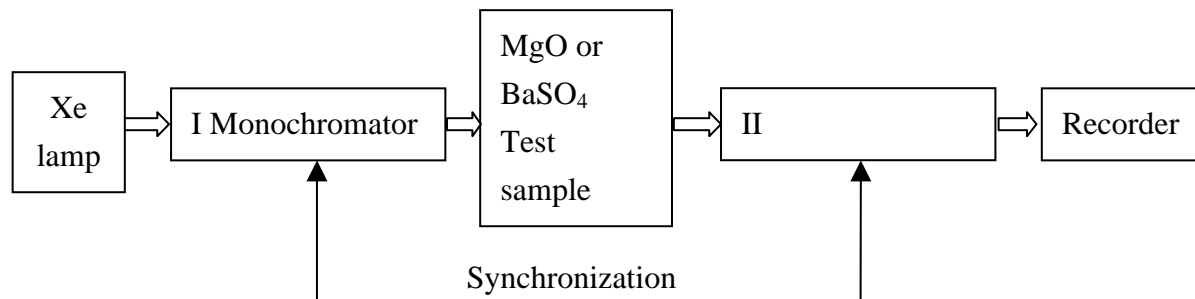 Xe
lamp
I Monochromator
MgO or
BaSO₄
Test
sample
II
Recorder
Synchronization